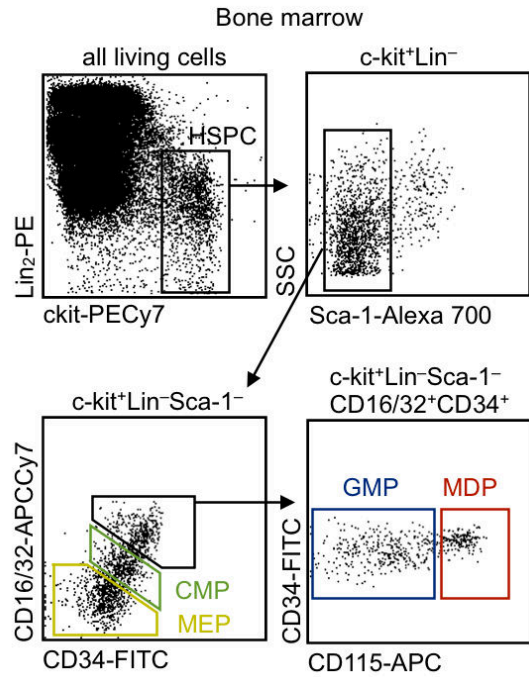 Bone marrow
all living cells
c-kit⁺Lin⁻
HSPC
Lin₂-PE
SSC
ckit-PECy7
Sca-1-Alexa 700
c-kit⁺Lin⁻Sca-1⁻
c-kit⁺Lin⁻Sca-1⁻
CD16/32⁺CD34⁺
CD16/32-APCCy7
CMP
MEP
GMP
MDP
CD34-FITC
CD34-FITC
CD115-APC